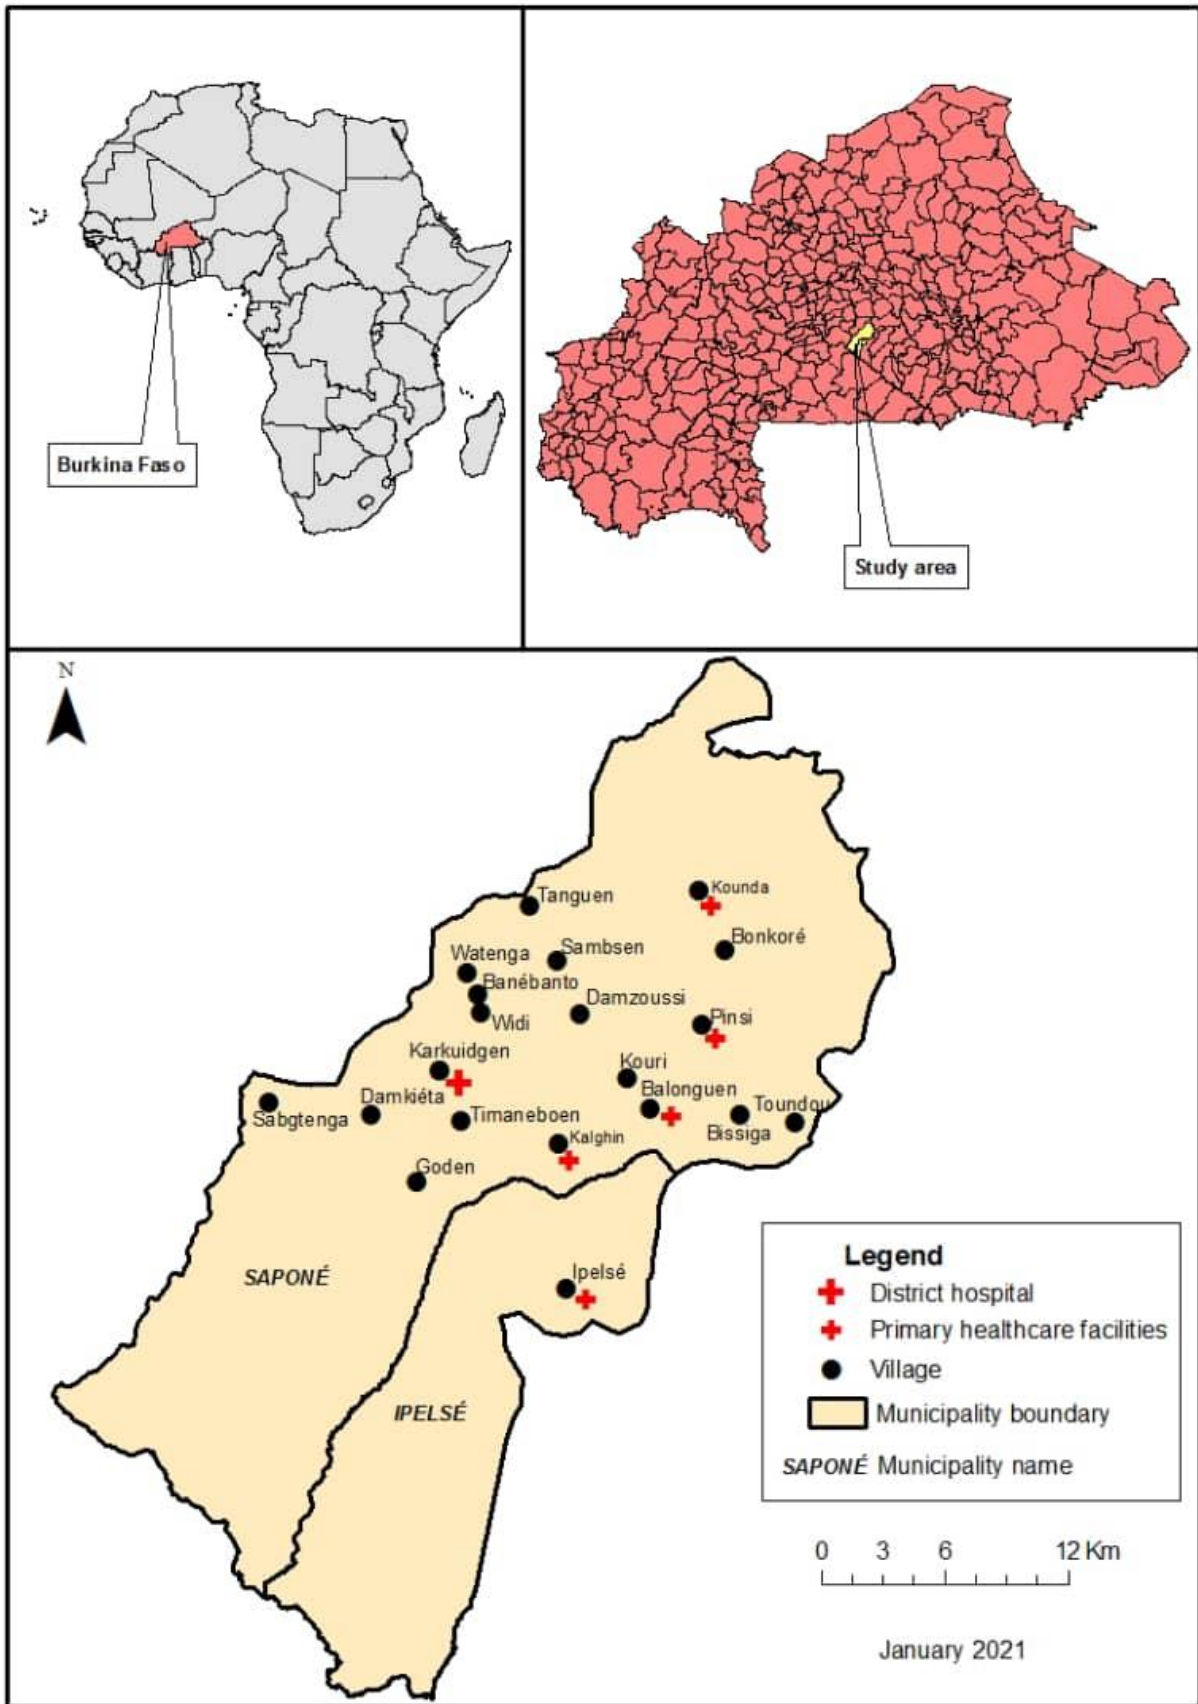 Burkina Faso
Study area
N
Tanguen
Kounda
Bonkoré
Sambsen
Watenga
Banébanto
Damzoussi
Widi
Pinsi
Karkuidgen
Kouri
Balonguen
Damkiéta
Toundou
Sabgtenga
Timaneboen
Bissiga
Kalghin
Goden
SAPONÉ
Ipelsé
IPELSÉ
Legend
District hospital
Primary healthcare facilities
Village
Municipality boundary
SAPONÉ Municipality name
0 3 6 12 Km
January 2021